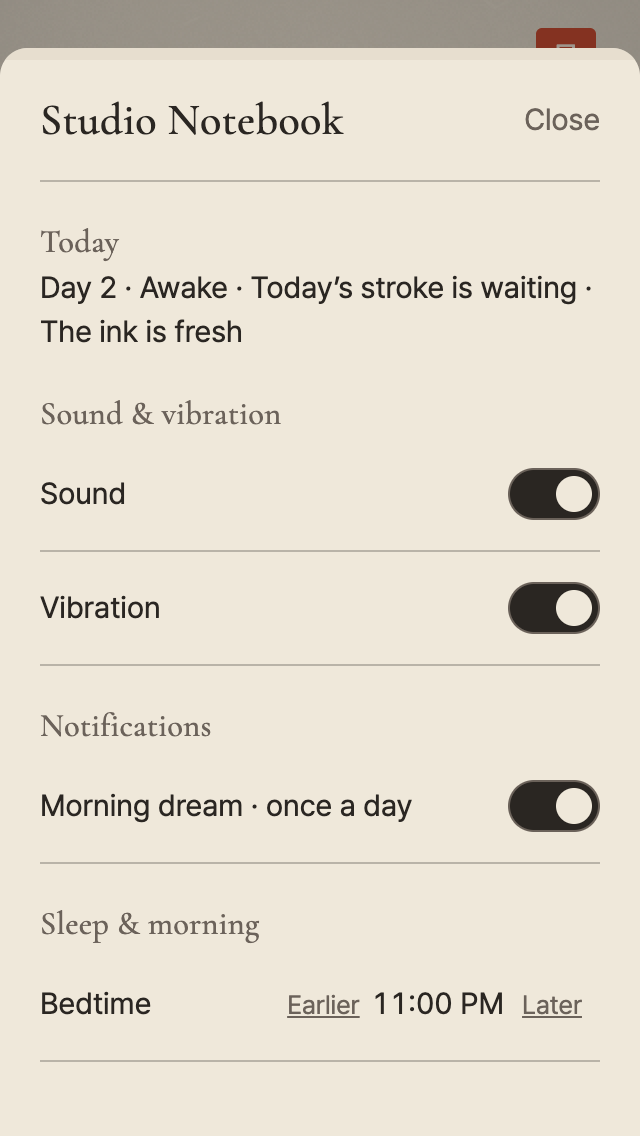 Studio Notebook
Close
Today
Day 2 · Awake · Today’s stroke is waiting ·
The ink is fresh
Sound & vibration
Sound
Vibration
Notifications
Morning dream · once a day
Sleep & morning
Bedtime
Earlier 11:00 PM Later